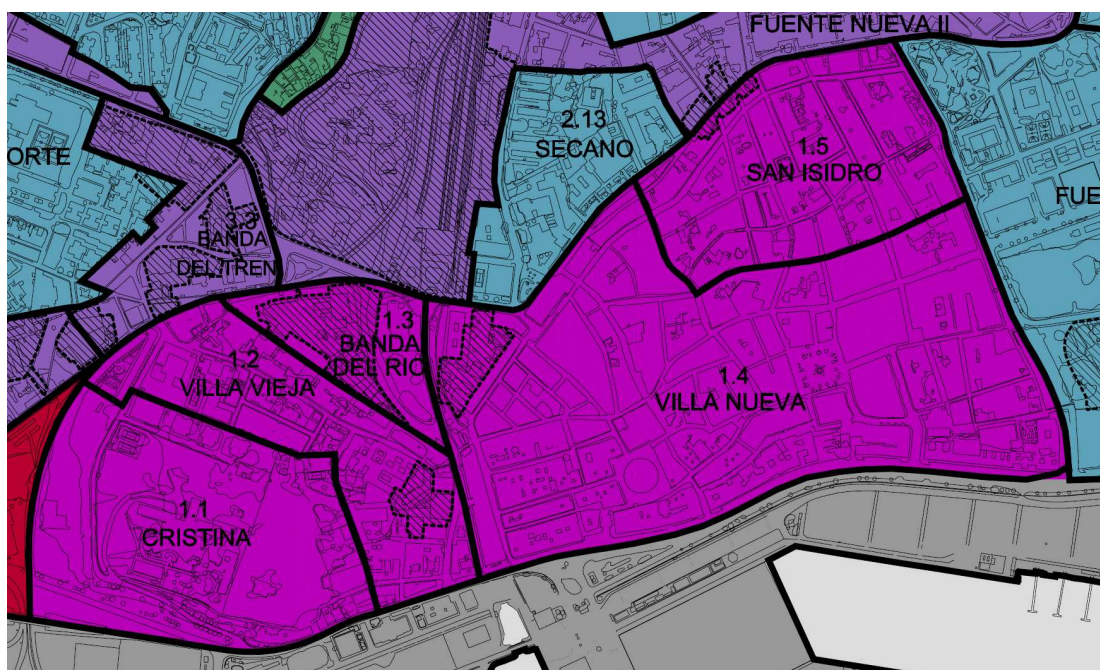 FUENTE NUEVA II
2.13
SECANO
1.5
SAN ISIDRO
ORTE
FUE
3.3
BANDA
DEL TREN
1.3
BANDA
DEL RIO
1.2
VILLA VIEJA
1.4
VILLA NUEVA
1.1
CRISTINA